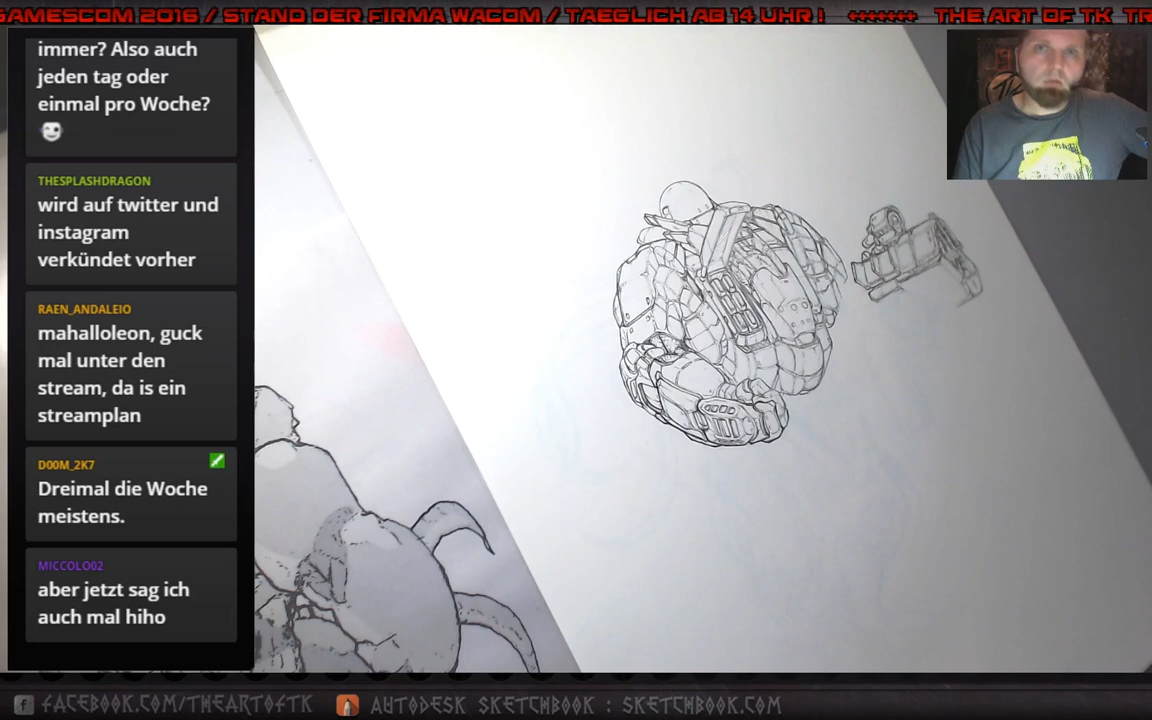 GAMESCOM 2016 / STAND DER FIRMA WACOM / TAEGLICH AB 14 UHR ! +++++++ THE ART OF TK TR
immer? Also auch
jeden tag oder
einmal pro Woche?
THESPLASHDRAGON
wird auf twitter und
instagram
verkündet vorher
RAEN_ANDALEIO
mahalloleon, guck
mal unter den
stream, da is ein
streamplan
D00M_2K7
Dreimal die Woche
meistens.
MICCOLO02
aber jetzt sag ich
auch mal hiho
FACEBOOK.COM/THEARTOFTK AUTODESK SKETCHBOOK : SKETCHBOOK.COM